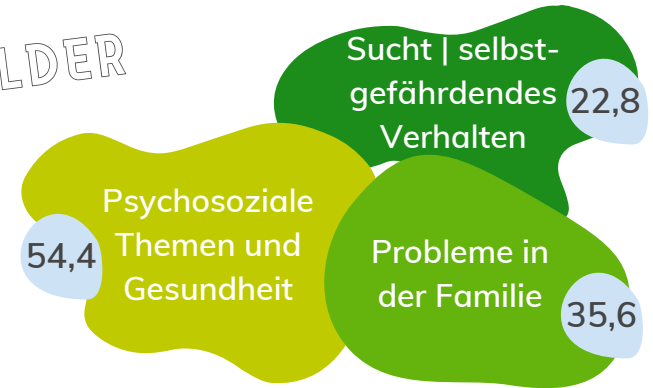 LDER
Sucht | selbst-
gefährdendes
Verhalten
22,8
Psychosoziale
Themen und
Gesundheit
54,4
Probleme in
der Familie
35,6